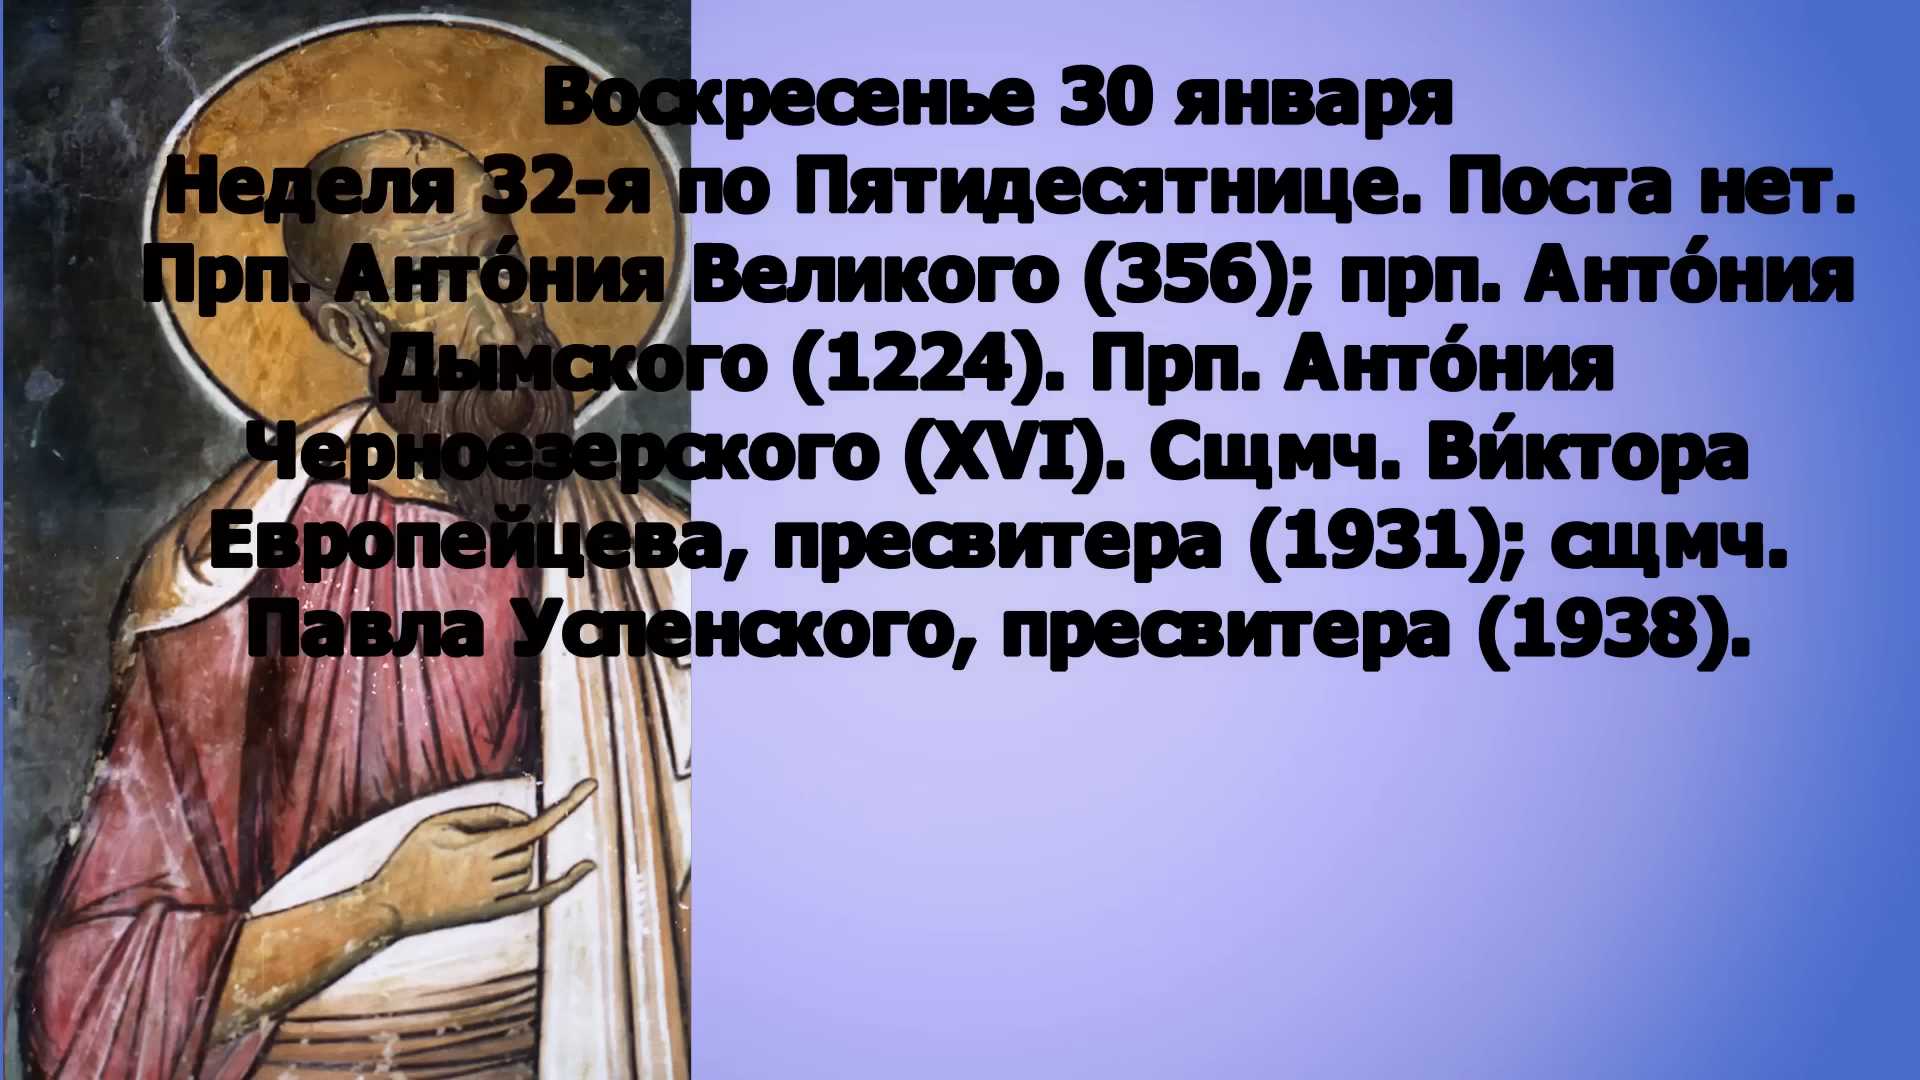 Воскресенье 30 января
Неделя 32-я по Пятидесятнице. Поста нет.
Прп. Анто́ния Великого (356); прп. Анто́ния
Дымского (1224). Прп. Анто́ния
Черноезерского (XVI). Сщмч. Ви́ктора
Европейцева, пресвитера (1931); сщмч.
Павла Успенского, пресвитера (1938).